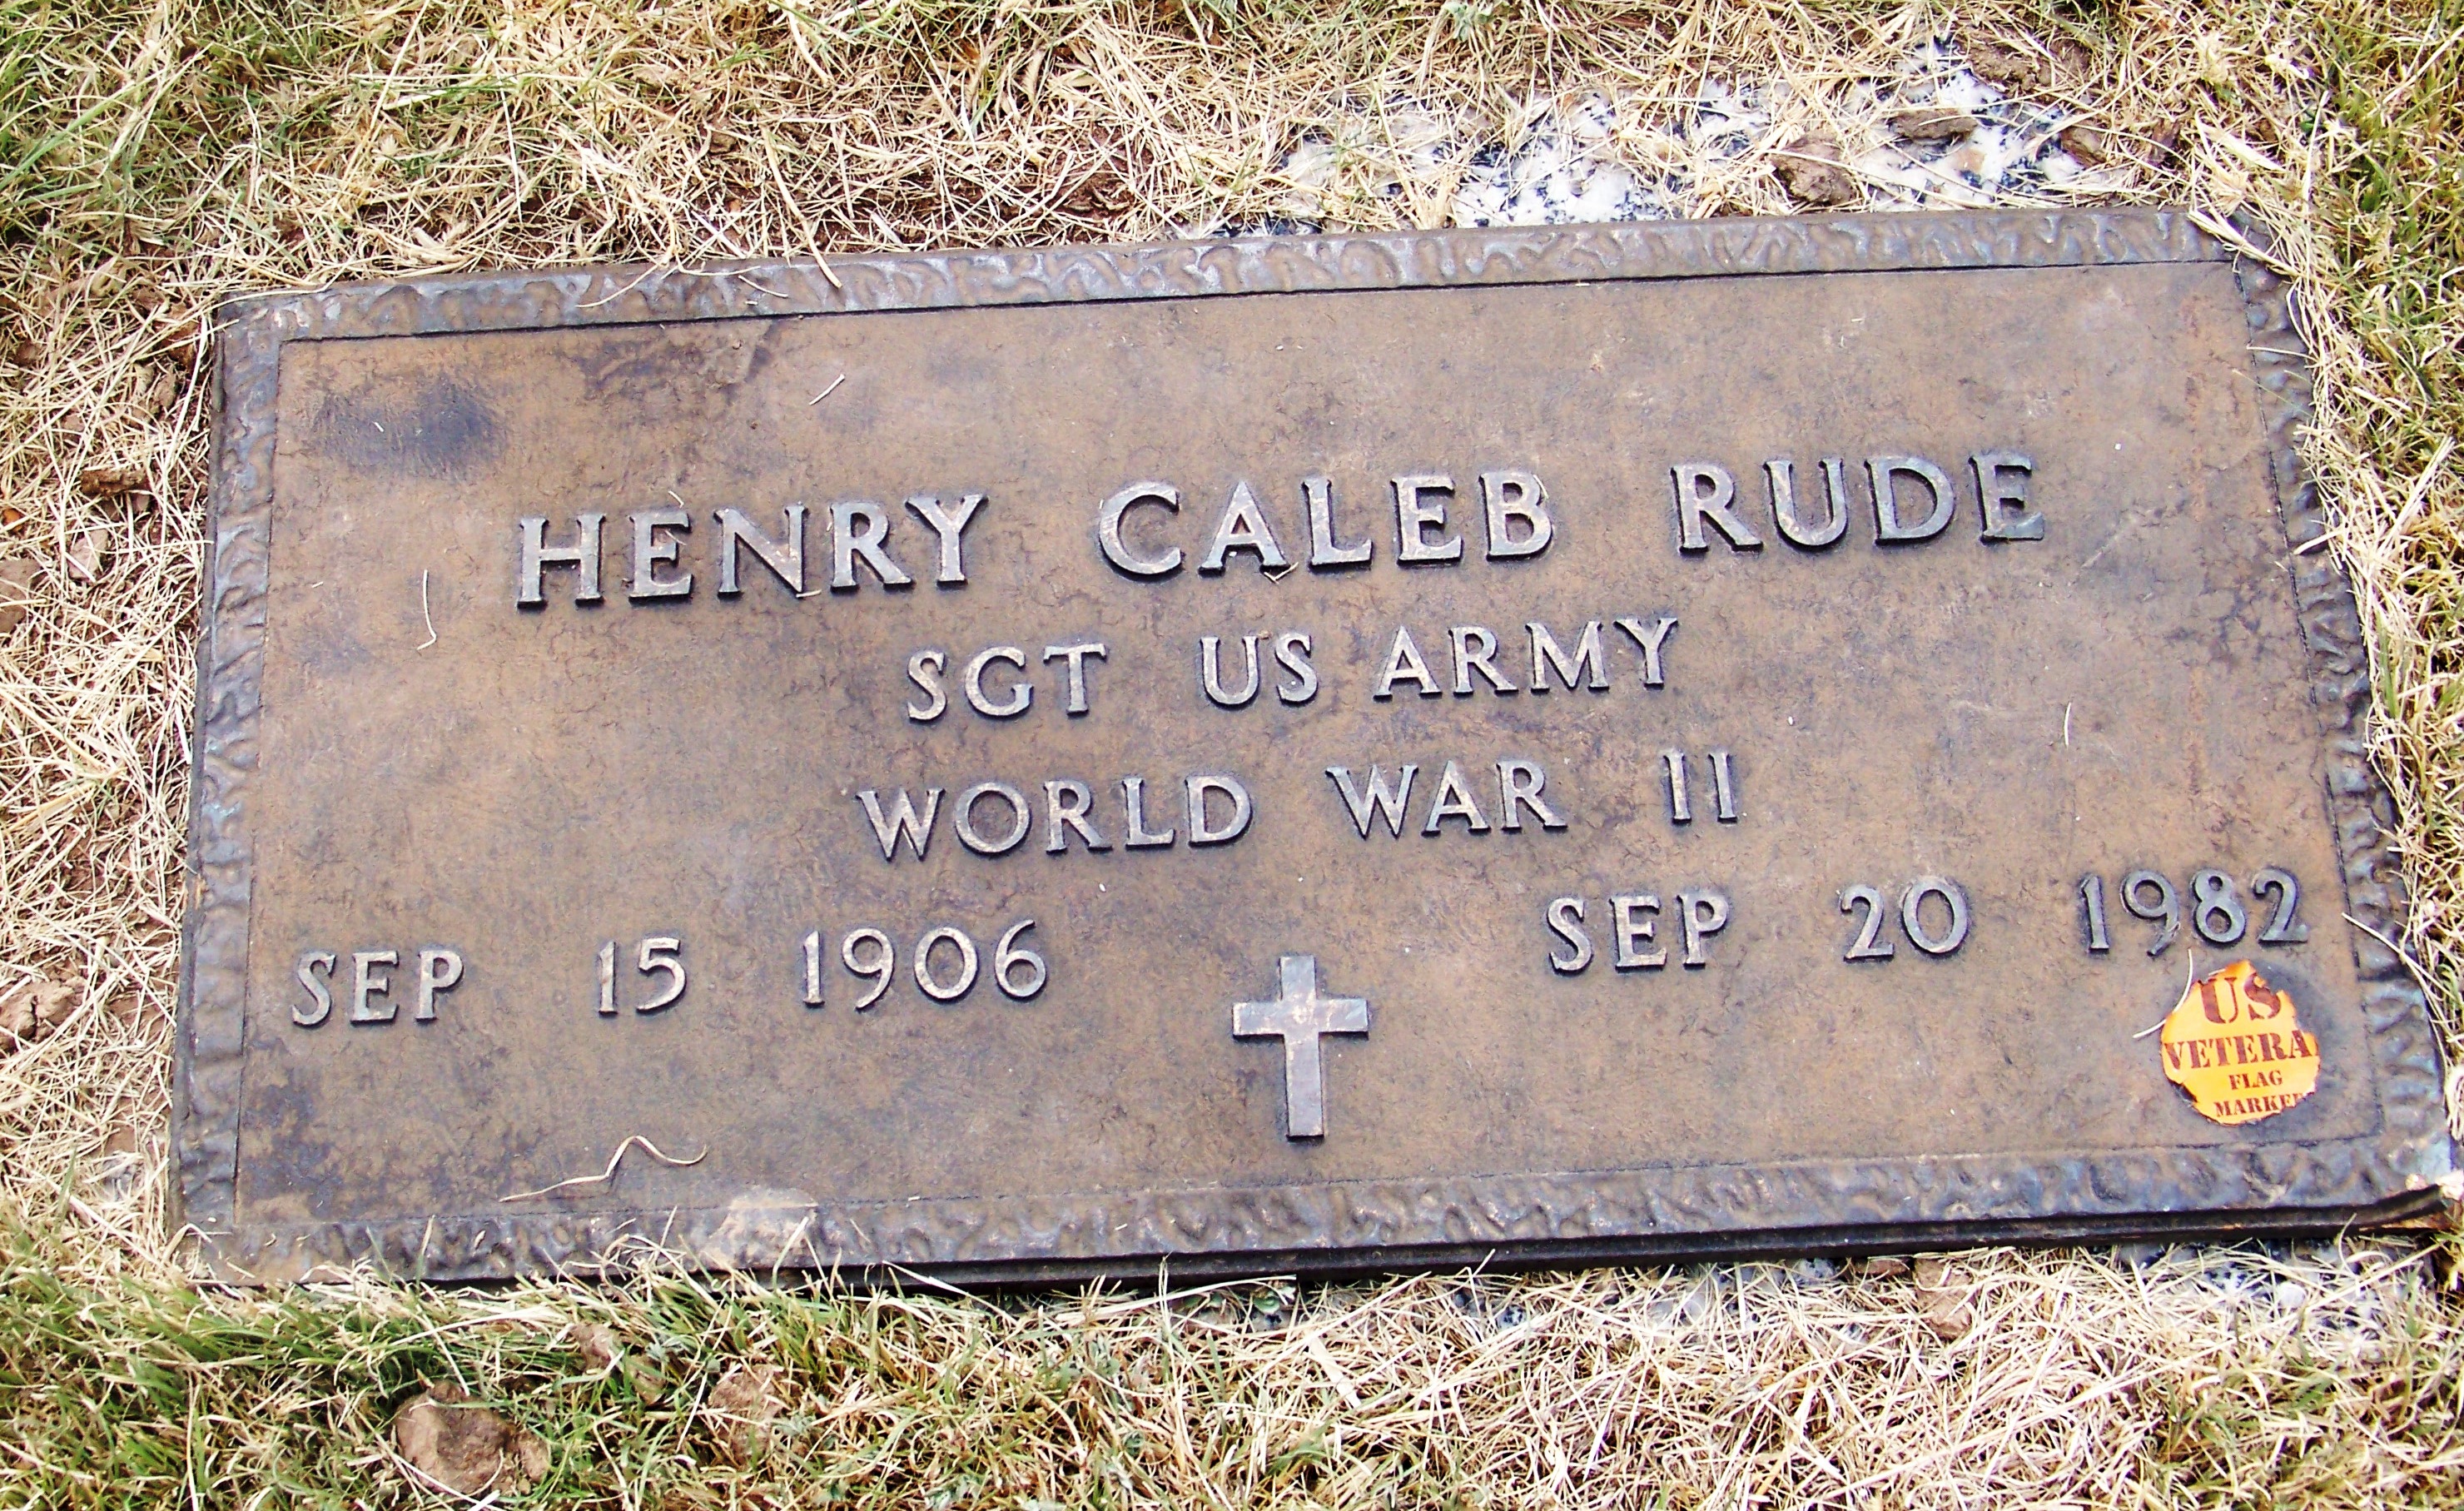 HENRY CALEB RUDE
SGT US ARMY
WORLD WAR II
SEP 15 1906 SEP 20 1982
US
VETERA
FLAG
MARKE